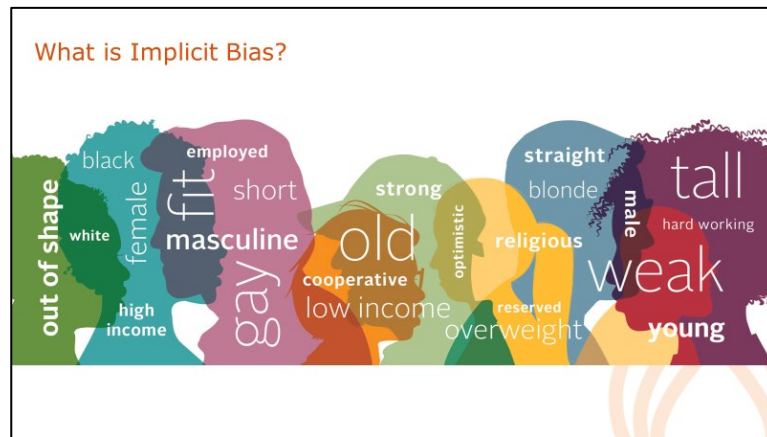 What is Implicit Bias?
out of shape
black
white
female
high
income
fit
employed
short
masculine
gay
strong
old
cooperative
low income
optimistic
religious
reserved
overweight
straight
blonde
male
weak
young
tall
hard working